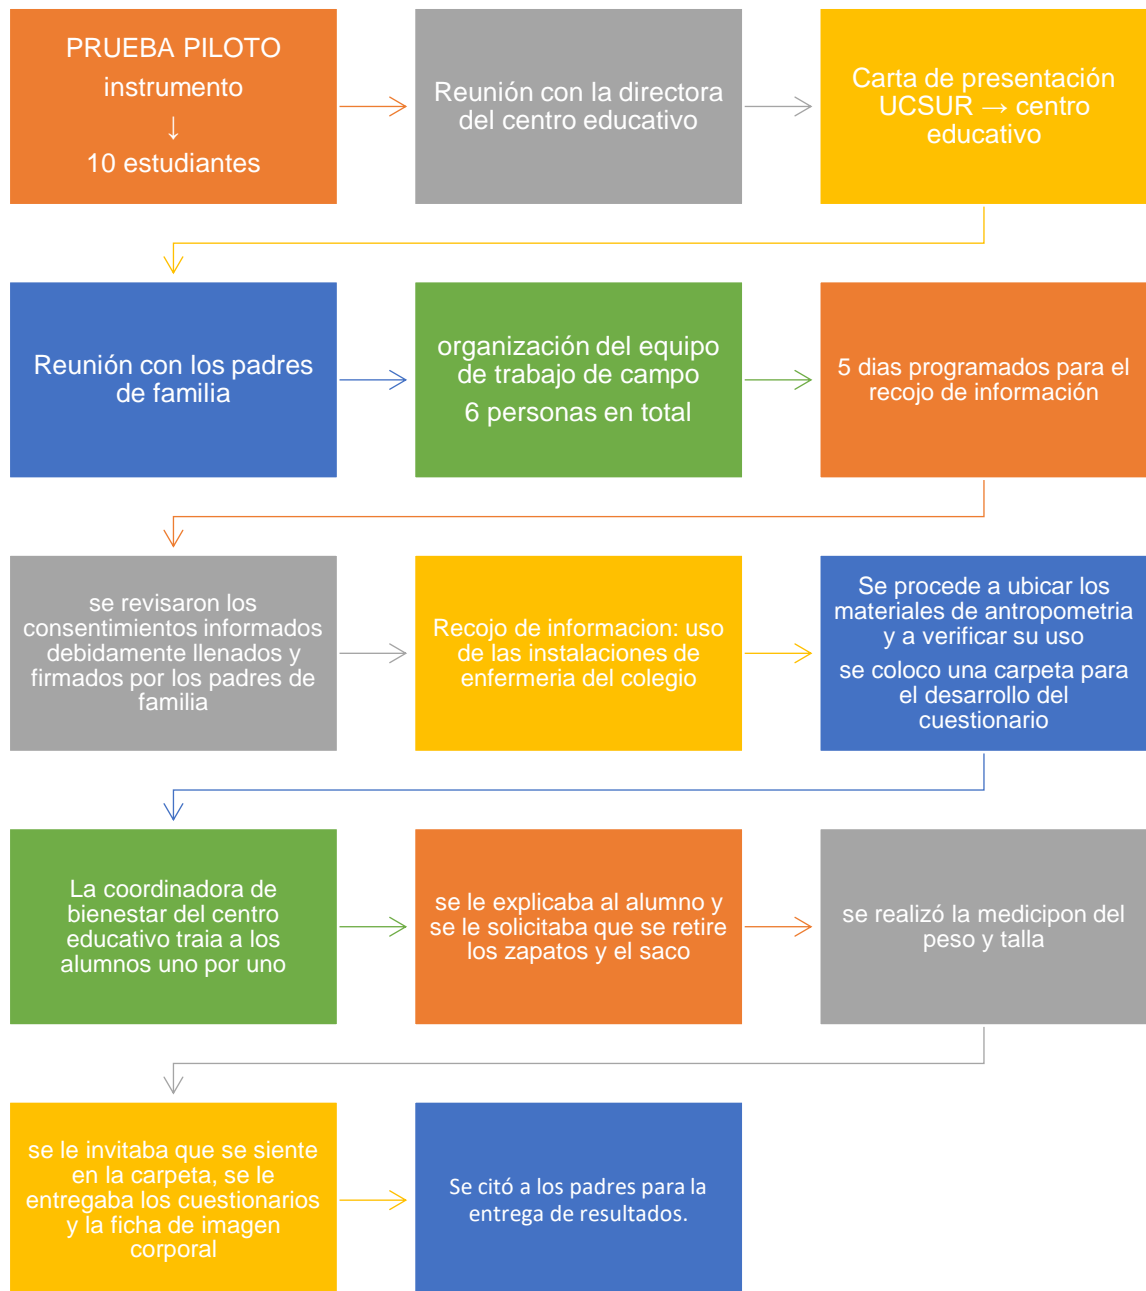 PRUEBA PILOTO
instrumento
↓
10 estudiantes
Reunión con la directora
del centro educativo
Carta de presentación
UCSUR → centro
educativo
Reunión con los padres
de familia
organización del equipo
de trabajo de campo
6 personas en total
5 dias programados para el
recojo de información
se revisaron los
consentimientos informados
debidamente llenados y
firmados por los padres de
familia
Recojo de informacion: uso
de las instalaciones de
enfermeria del colegio
Se procede a ubicar los
materiales de antropometria
y a verificar su uso
se coloco una carpeta para
el desarrollo del
cuestionario
La coordinadora de
bienestar del centro
educativo traia a los
alumnos uno por uno
se le explicaba al alumno y
se le solicitaba que se retire
los zapatos y el saco
se realizó la medicipon del
peso y talla
se le invitaba que se siente
en la carpeta, se le
entregaba los cuestionarios
y la ficha de imagen
corporal
Se citó a los padres para la
entrega de resultados.